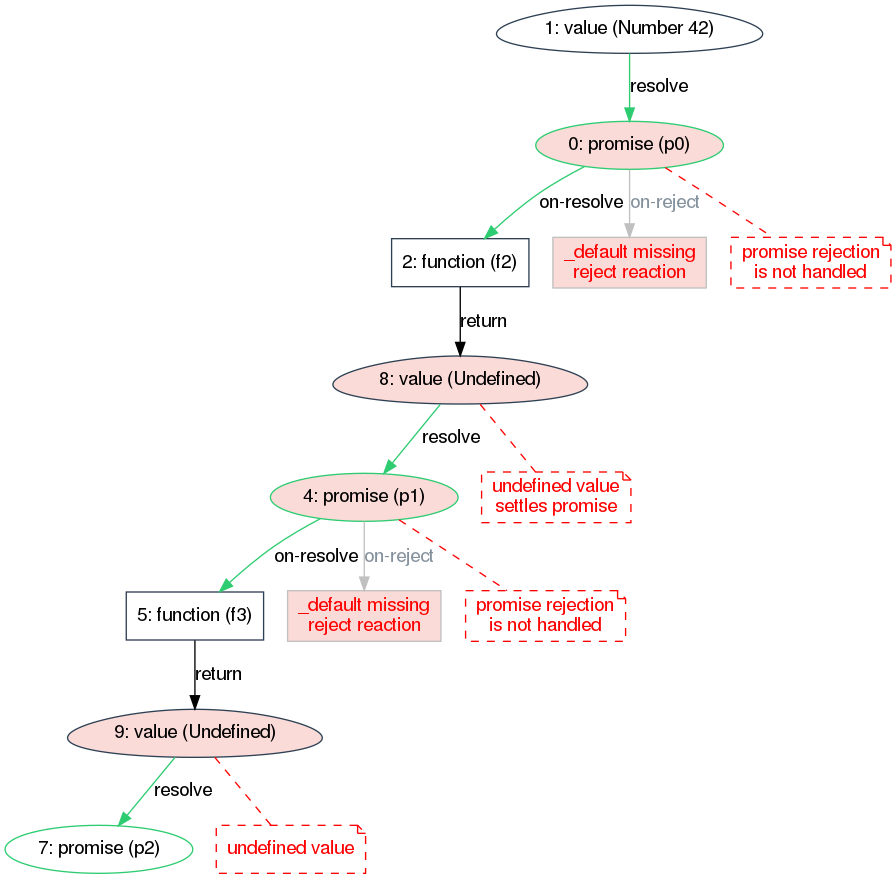 1: value (Number 42)
resolve
0: promise (p0)
on-resolve
on-reject
2: function (f2)
_default missing
reject reaction
promise rejection
is not handled
return
8: value (Undefined)
resolve
undefined value
settles promise
4: promise (p1)
on-resolve
on-reject
5: function (f3)
_default missing
reject reaction
promise rejection
is not handled
return
9: value (Undefined)
resolve
7: promise (p2)
undefined value